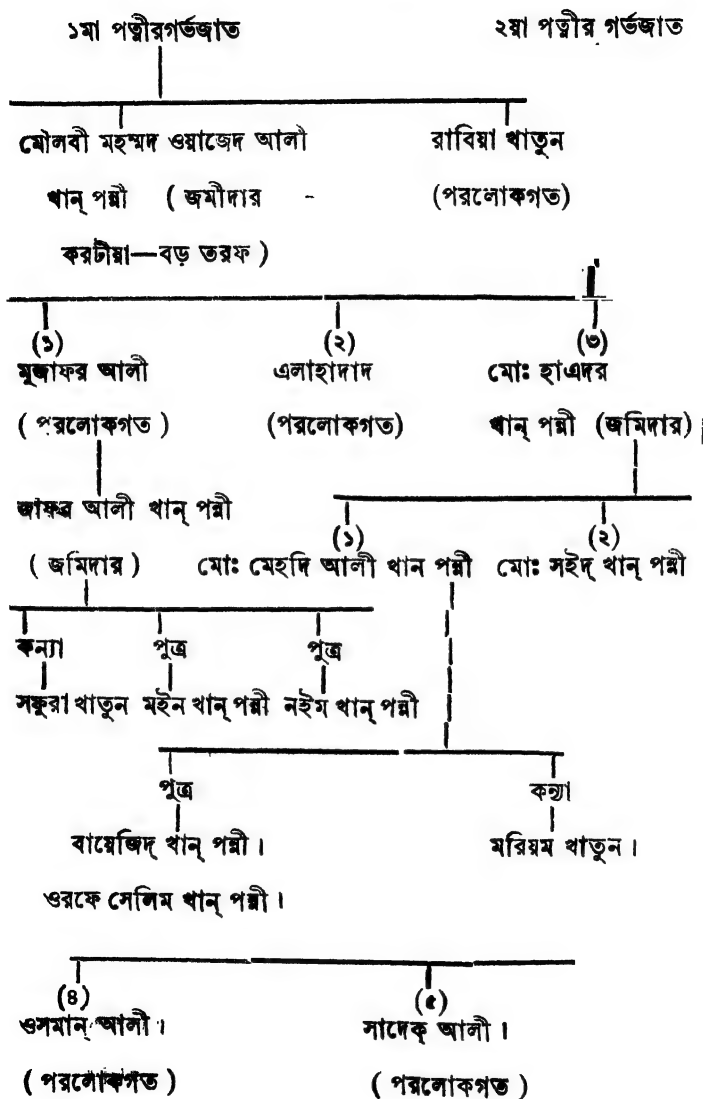 ১মা পত্নীরগর্ভজাত ২য়া পত্নীর গর্ভজাত
মৌলবী মহম্মদ ওয়াজেদ আলী রাবিয়া খাতুন
খান্ পন্নী ( জমীদার - (পরলোকগত)
করটীয়া—বড় তরফ )
(১) (২) (৩)
মুজাফর আলী এলাহাদাদ মোঃ হাএদর
( পরলোকগত ) (পরলোকগত) খান্ পন্নী (জমিদার)
জাফর আলী খান্ পন্নী (১) (২)
( জমিদার ) মোঃ মেহদি আলী খান পন্নী মোঃ সইদ্ খান্ পন্নী
কন্যা পুত্র পুত্র
সফুরা খাতুন মইন খান্ পন্নী নইম খান্ পন্নী
পুত্র কন্যা
বায়েজিদ্ খান্ পন্নী । মরিয়ম খাতুন ।
ওরফে সেলিম খান্ পন্নী ।
(৪) (৫)
ওসমান্ আলী । সাদেক্ আলী ।
( পরলোকগত ) ( পরলোকগত )